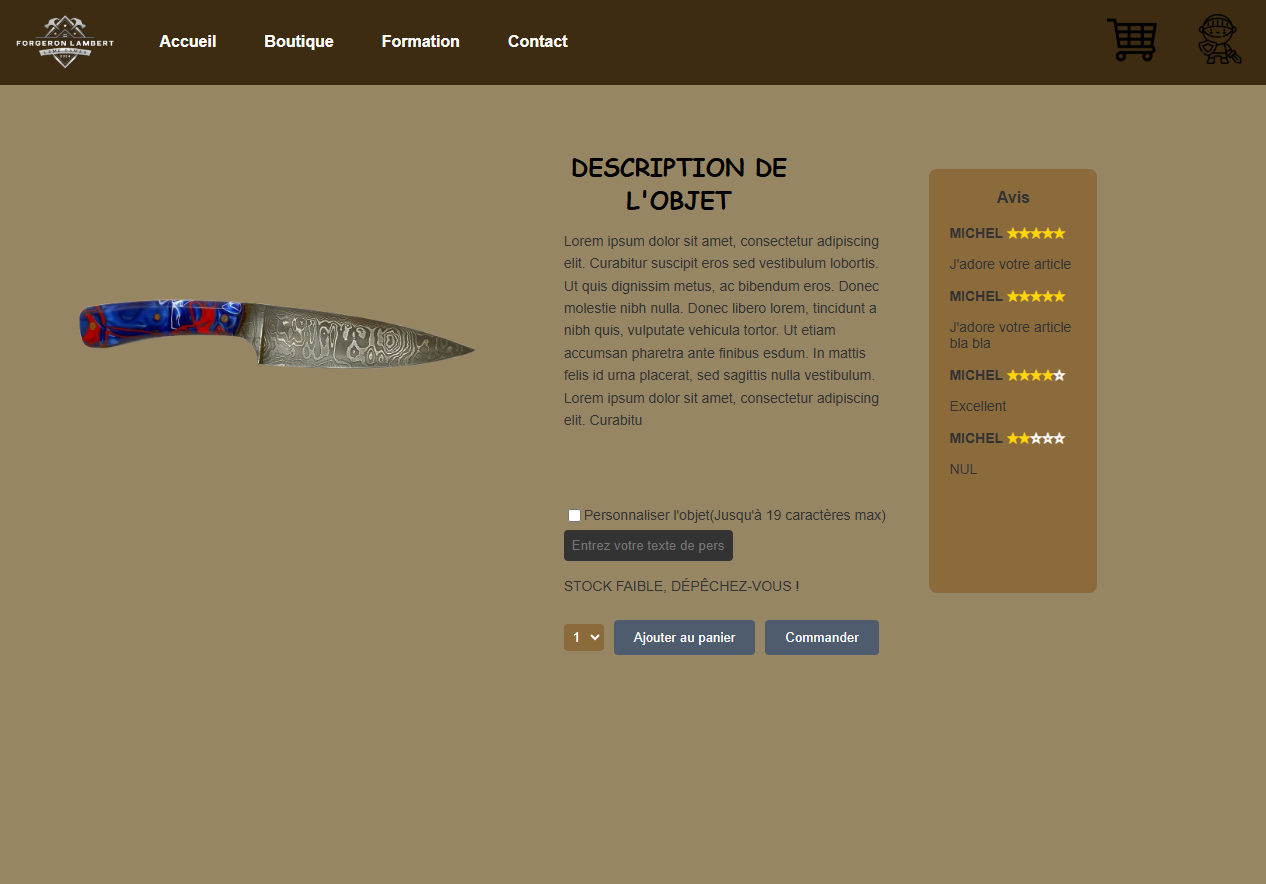 FORGERON LAMBERT
Accueil
Boutique
Formation
Contact
DESCRIPTION DE
L'OBJET
Lorem ipsum dolor sit amet, consectetur adipiscing
elit. Curabitur suscipit eros sed vestibulum lobortis.
Ut quis dignissim metus, ac bibendum eros. Donec
molestie nibh nulla. Donec libero lorem, tincidunt a
nibh quis, vulputate vehicula tortor. Ut etiam
accumsan pharetra ante finibus esdum. In mattis
felis id urna placerat, sed sagittis nulla vestibulum.
Lorem ipsum dolor sit amet, consectetur adipiscing
elit. Curabitu
Personnaliser l'objet(Jusqu'à 19 caractères max)
Entrez votre texte de pers
STOCK FAIBLE, DÉPÊCHEZ-VOUS !
1
Ajouter au panier
Commander
Avis
MICHEL ★★★★★
J'adore votre article
MICHEL ★★★★★
J'adore votre article
bla bla
MICHEL ★★★★☆
Excellent
MICHEL ★★☆☆☆
NUL